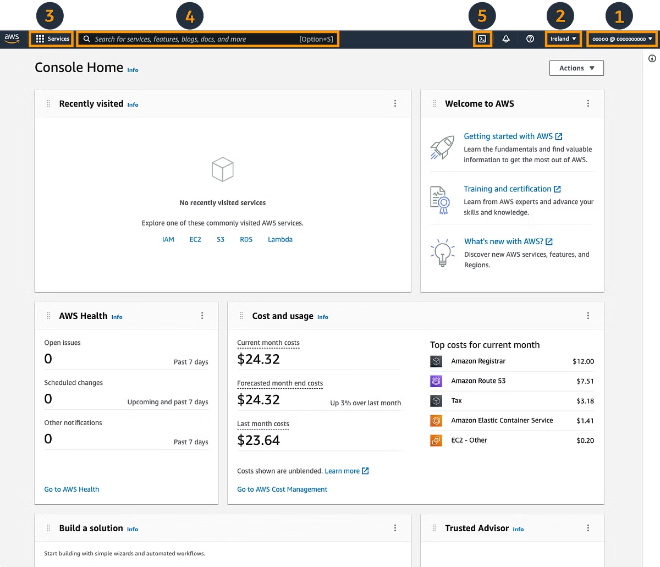 3
4
5
2
1
aws
Services
Search for services, features, blogs, docs, and more
[Option+S]
Ireland
Console Home Info
Actions
Recently visited Info
No recently visited services
Explore one of these commonly visited AWS services.
IAM EC2 S3 RDS Lambda
Welcome to AWS
Getting started with AWS
Learn the fundamentals and find valuable
information to get the most out of AWS.
Training and certification
Learn from AWS experts and advance your
skills and knowledge.
What's new with AWS?
Discover new AWS services, features, and
Regions.
AWS Health Info
Open issues
0 Past 7 days
Scheduled changes
0 Upcoming and past 7 days
Other notifications
0 Past 7 days
Go to AWS Health
Cost and usage Info
Current month costs
$24.32
Forecasted month end costs
$24.32 Up 3% over last month
Last month costs
$23.64
Costs shown are unblended. Learn more
Go to AWS Cost Management
Top costs for current month
Amazon Registrar $12.00
Amazon Route 53 $7.51
Tax $3.18
Amazon Elastic Container Service $1.41
EC2 - Other $0.20
Build a solution Info
Start building with simple wizards and automated workflows.
Trusted Advisor Info